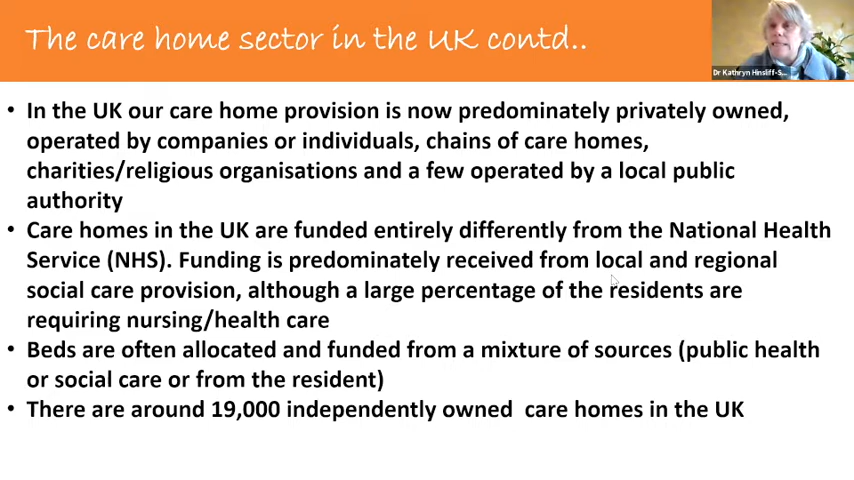 The care home sector in the UK contd..
Dr Kathryn Hinsliff-S...
• In the UK our care home provision is now predominately privately owned,
operated by companies or individuals, chains of care homes,
charities/religious organisations and a few operated by a local public
authority
• Care homes in the UK are funded entirely differently from the National Health
Service (NHS). Funding is predominately received from local and regional
social care provision, although a large percentage of the residents are
requiring nursing/health care
• Beds are often allocated and funded from a mixture of sources (public health
or social care or from the resident)
• There are around 19,000 independently owned  care homes in the UK